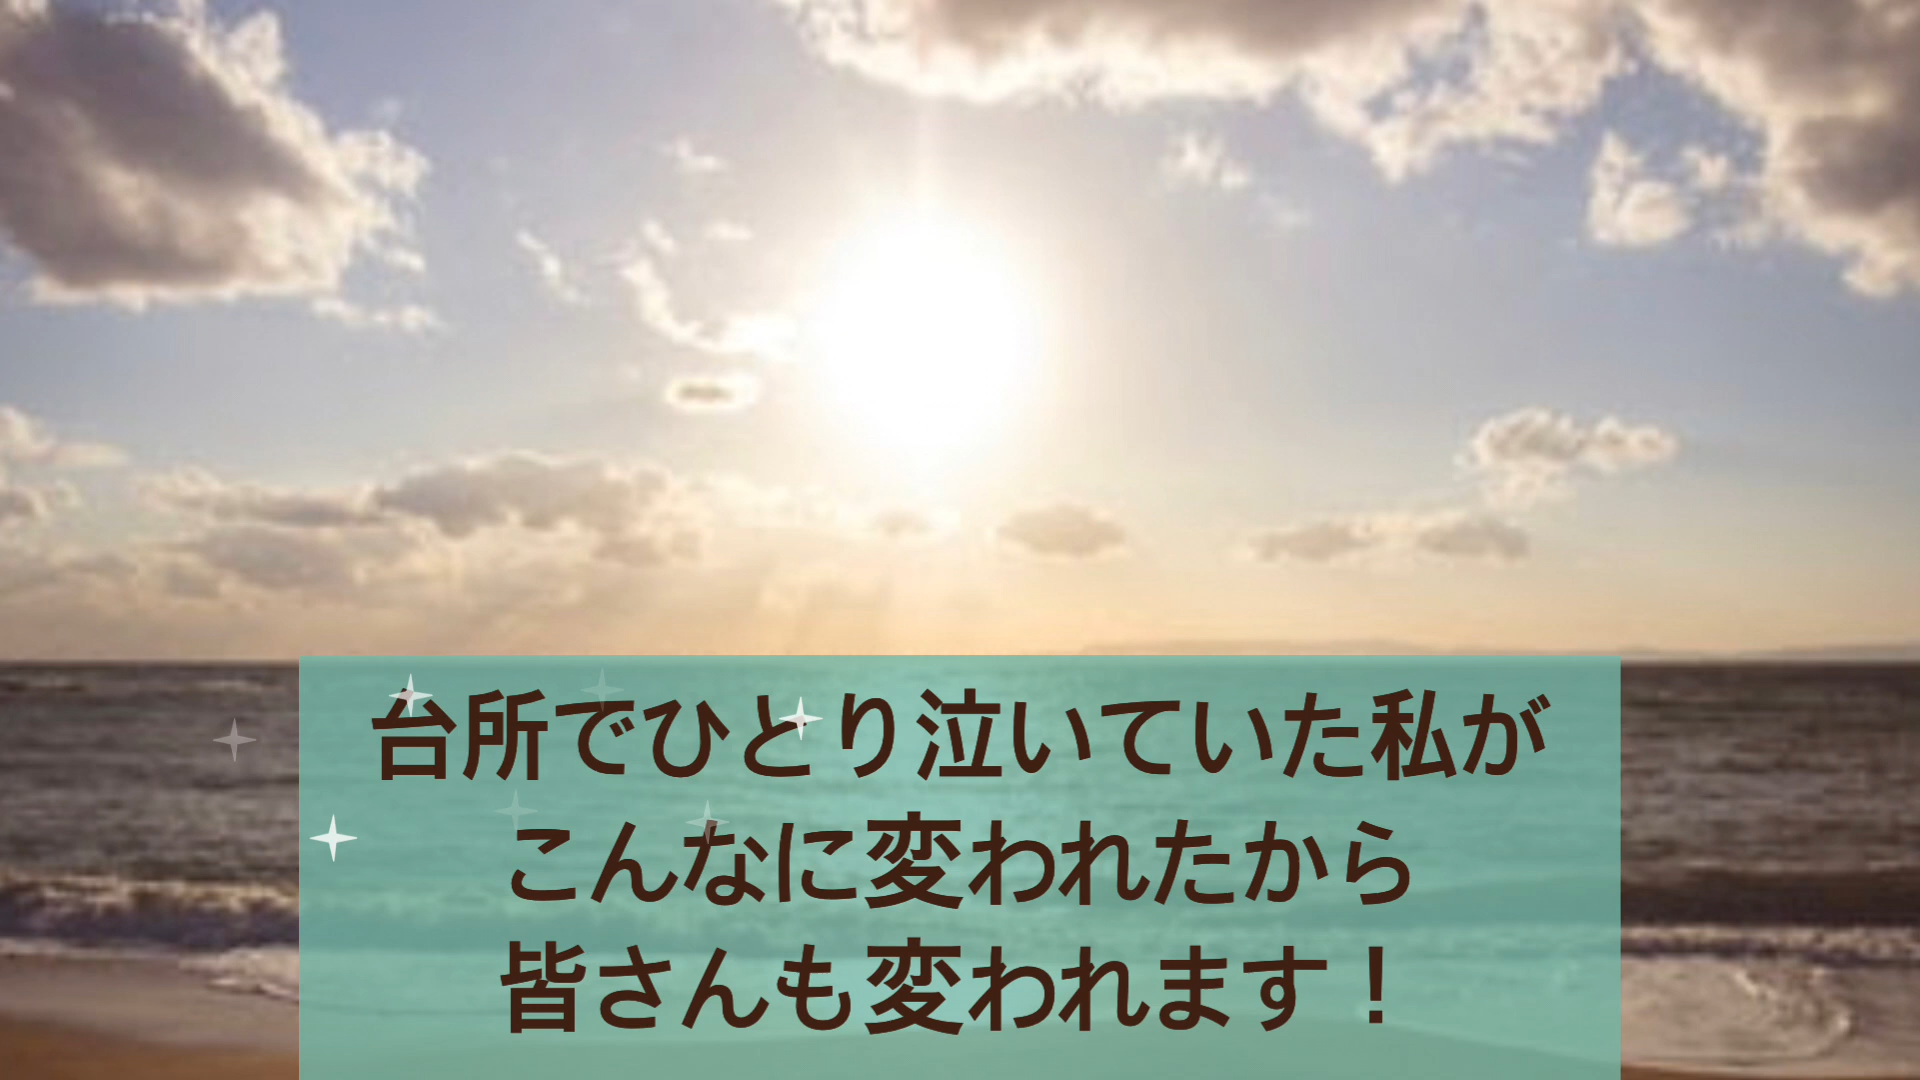 台所でひとり泣いていた私が
こんなに変われたから
皆さんも変われます！